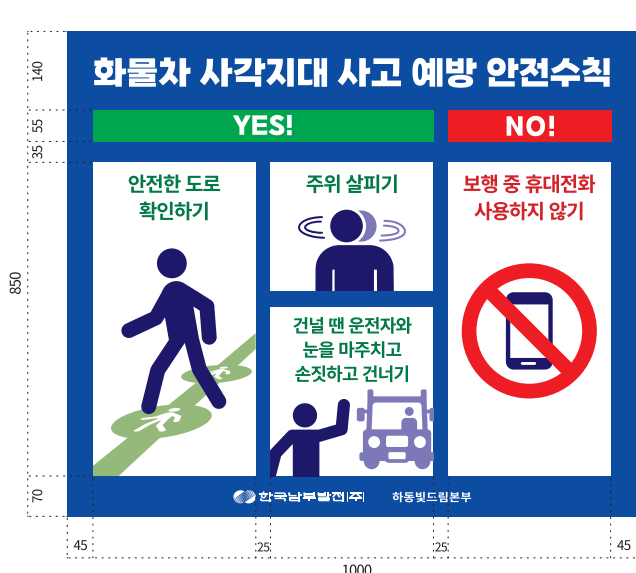 화물차 사각지대 사고 예방 안전수칙
YES!
NO!
안전한 도로
확인하기
주위 살피기
건널 땐 운전자와
눈을 마주치고
손짓하고 건너기
보행 중 휴대전화
사용하지 않기
한국남부발전(주)
하동빛드림본부
140
55
35
850
70
45
25
25
45
1000